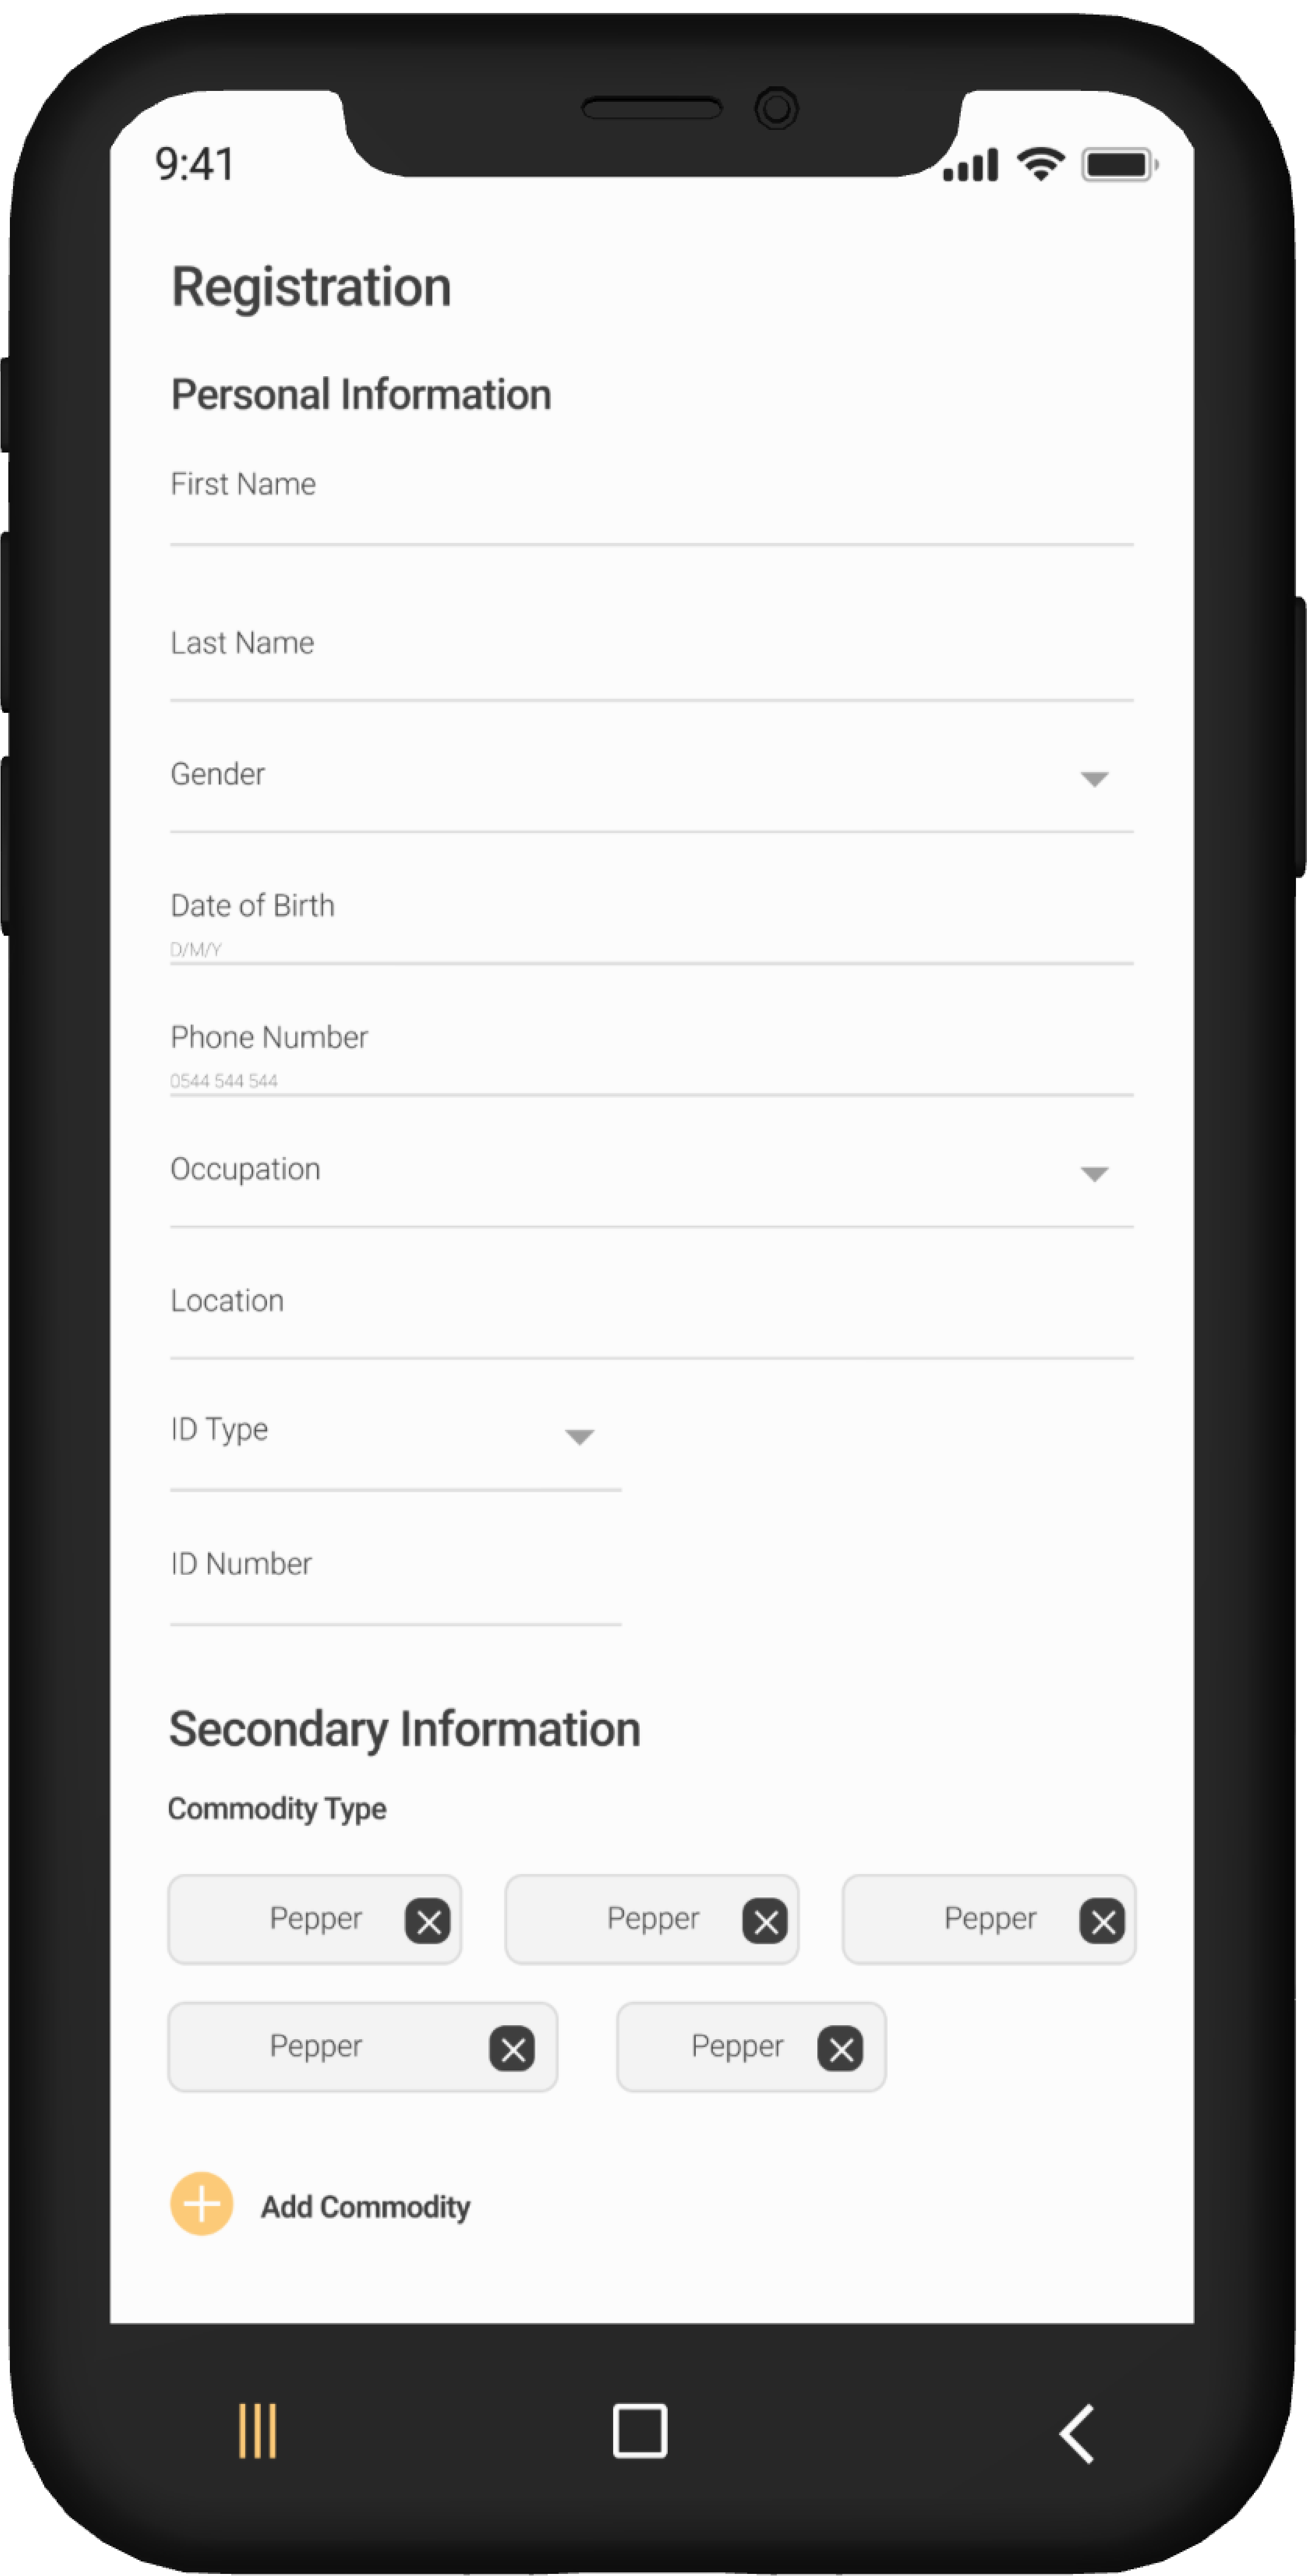 9:41
Registration
Personal Information
First Name
Last Name
Gender
Date of Birth
D/M/Y
Phone Number
0544 544 544
Occupation
Location
ID Type
ID Number
Secondary Information
Commodity Type
Pepper Pepper Pepper
Pepper Pepper
Add Commodity